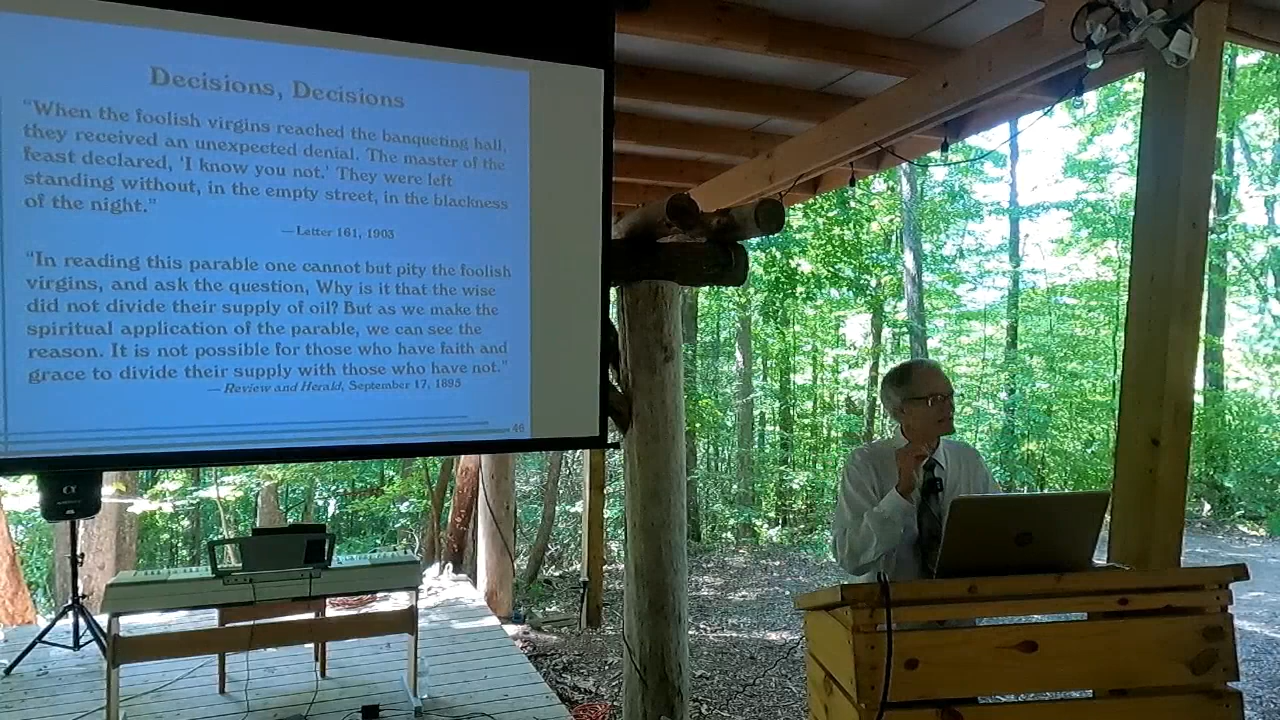 Decisions, Decisions
"When the foolish virgins reached the banqueting hall,
they received an unexpected denial. The master of the
feast declared, 'I know you not.' They were left
standing without, in the empty street, in the blackness
of the night."
—Letter 161, 1903
"In reading this parable one cannot but pity the foolish
virgins, and ask the question, Why is it that the wise
did not divide their supply of oil? But as we make the
spiritual application of the parable, we can see the
reason. It is not possible for those who have faith and
grace to divide their supply with those who have not."
— Review and Herald, September 17, 1895
46
hp